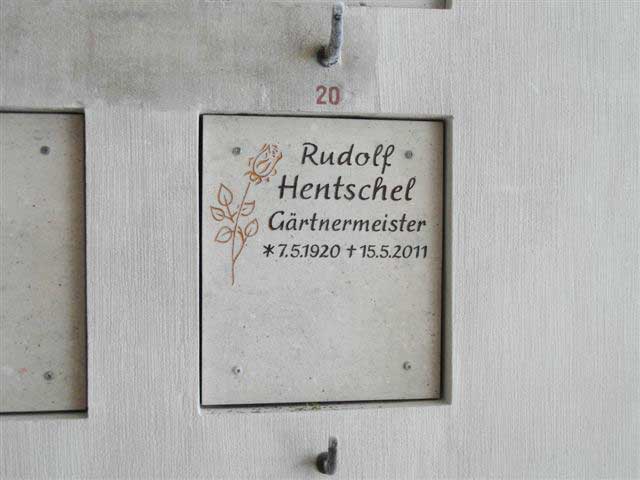 20
Rudolf
Hentschel
Gärtnermeister
*7.5.1920 †15.5.2011